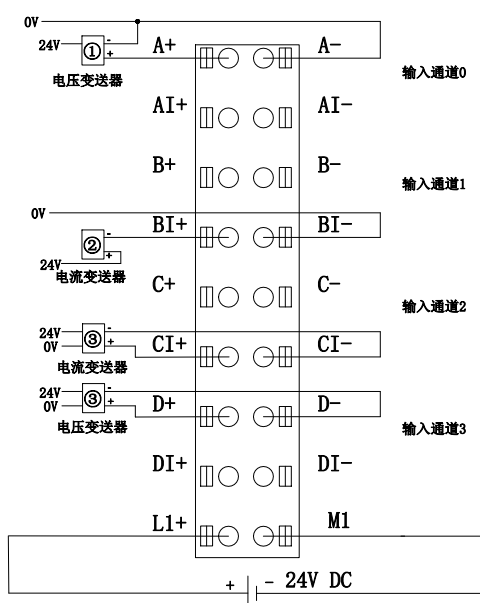 0V
24V ① - + A+ A- 输入通道0
电压变送器
AI+ AI-
B+ B- 输入通道1
0V
② - + BI+ BI-
24V
电流变送器
C+ C- 输入通道2
24V ③ - +
0V
CI+ CI-
电流变送器
24V ③ - +
0V
D+ D- 输入通道3
电压变送器
DI+ DI-
L1+ M1
+ - 24V DC